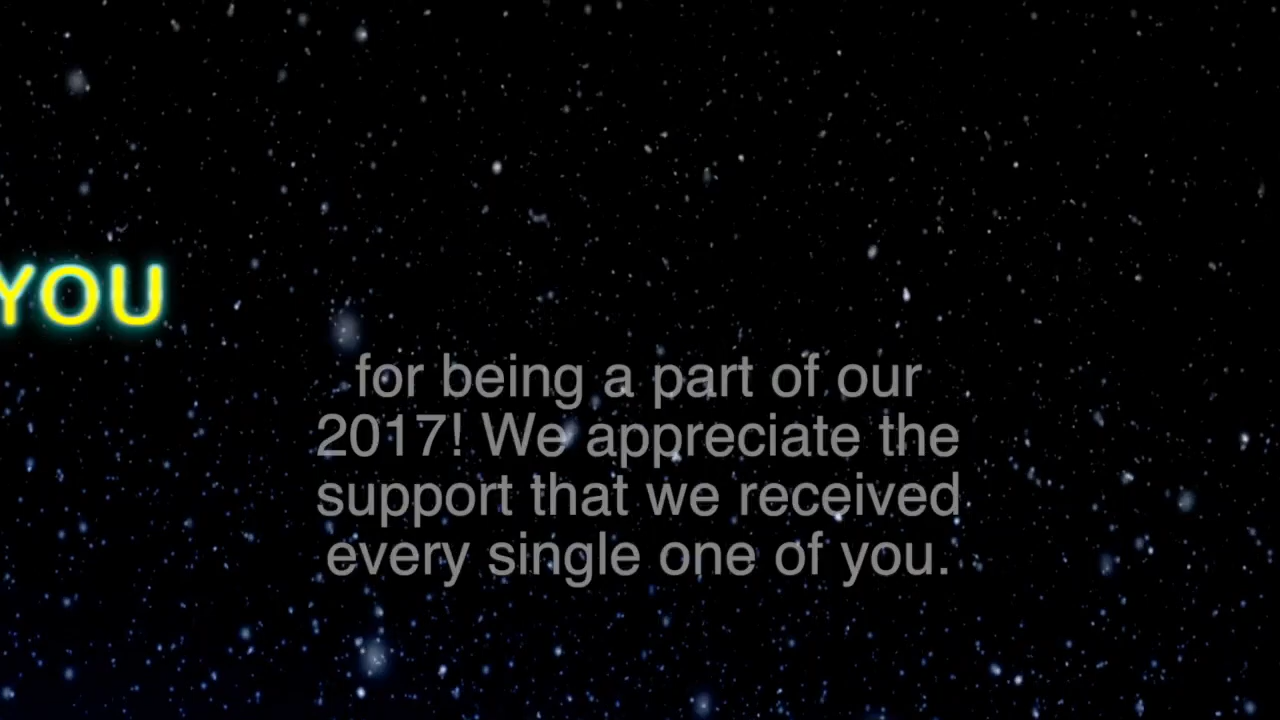 YOU
for being a part of our
2017! We appreciate the
support that we received
every single one of you.